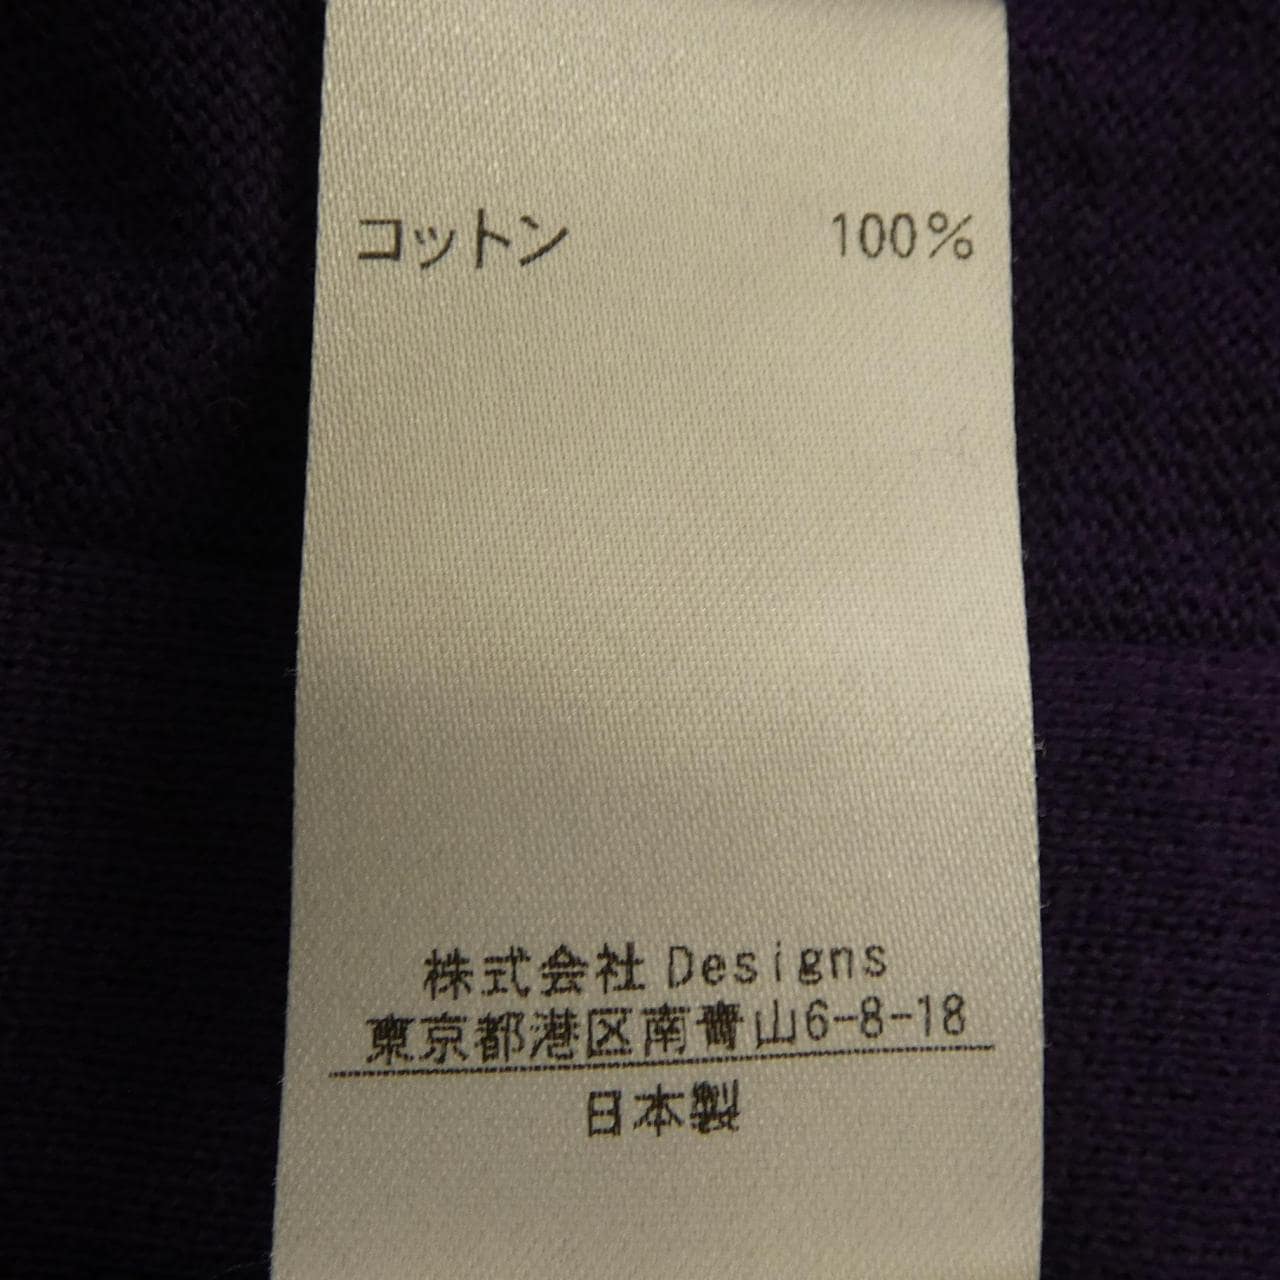 コットン 100%
株式会社 Designs
東京都港区南青山6-8-18
日本製